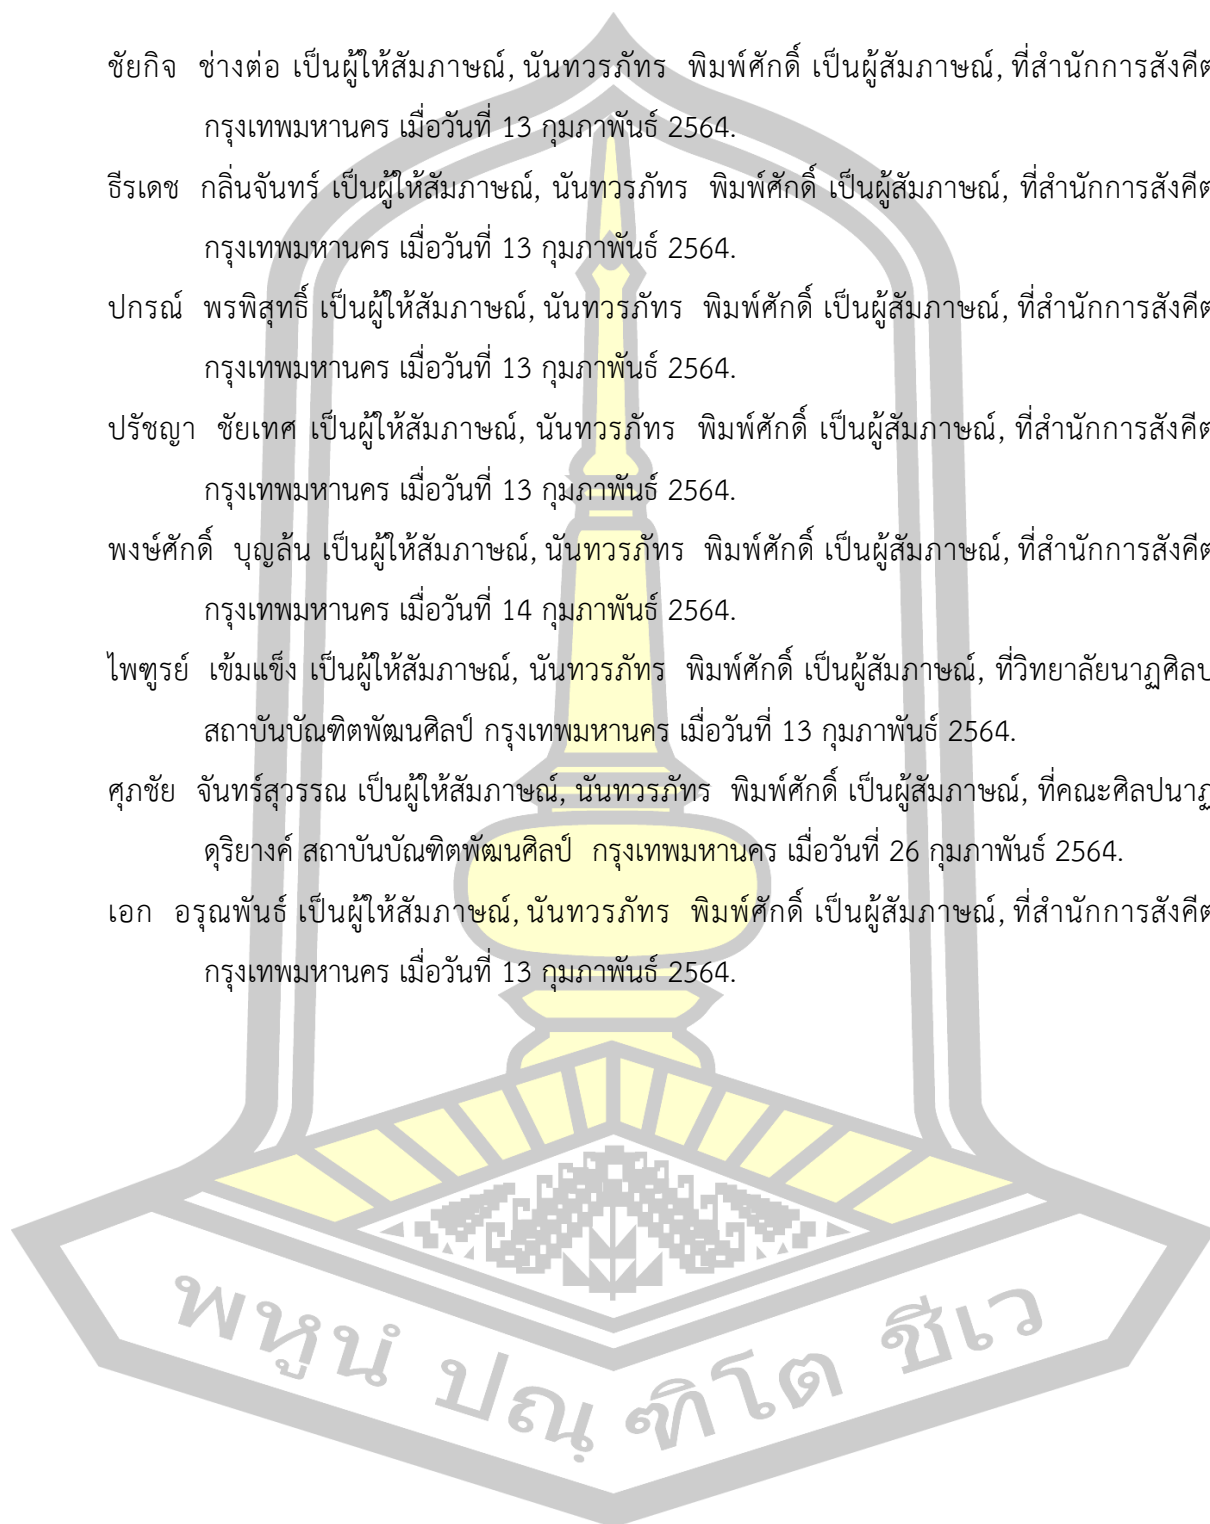 ชัยกิจ ช่างต่อ เป็นผู้ให้สัมภาษณ์, นันทวรภัทร พิมพ์ศักดิ์ เป็นผู้สัมภาษณ์, ที่สำนักการสังคีต
กรุงเทพมหานคร เมื่อวันที่ 13 กุมภาพันธ์ 2564.
ธีรเดช กลิ่นจันทร์ เป็นผู้ให้สัมภาษณ์, นันทวรภัทร พิมพ์ศักดิ์ เป็นผู้สัมภาษณ์, ที่สำนักการสังคีต
กรุงเทพมหานคร เมื่อวันที่ 13 กุมภาพันธ์ 2564.
ปกรณ์ พรพิสุทธิ์ เป็นผู้ให้สัมภาษณ์, นันทวรภัทร พิมพ์ศักดิ์ เป็นผู้สัมภาษณ์, ที่สำนักการสังคีต
กรุงเทพมหานคร เมื่อวันที่ 13 กุมภาพันธ์ 2564.
ปรัชญา ชัยเทศ เป็นผู้ให้สัมภาษณ์, นันทวรภัทร พิมพ์ศักดิ์ เป็นผู้สัมภาษณ์, ที่สำนักการสังคีต
กรุงเทพมหานคร เมื่อวันที่ 13 กุมภาพันธ์ 2564.
พงษ์ศักดิ์ บุญล้น เป็นผู้ให้สัมภาษณ์, นันทวรภัทร พิมพ์ศักดิ์ เป็นผู้สัมภาษณ์, ที่สำนักการสังคีต
กรุงเทพมหานคร เมื่อวันที่ 14 กุมภาพันธ์ 2564.
ไพฑูรย์ เข้มแข็ง เป็นผู้ให้สัมภาษณ์, นันทวรภัทร พิมพ์ศักดิ์ เป็นผู้สัมภาษณ์, ที่วิทยาลัยนาฏศิลป
สถาบันบัณฑิตพัฒนศิลป์ กรุงเทพมหานคร เมื่อวันที่ 13 กุมภาพันธ์ 2564.
ศุภชัย จันทร์สุวรรณ เป็นผู้ให้สัมภาษณ์, นันทวรภัทร พิมพ์ศักดิ์ เป็นผู้สัมภาษณ์, ที่คณะศิลปนาฏ
ดุริยางค์ สถาบันบัณฑิตพัฒนศิลป์ กรุงเทพมหานคร เมื่อวันที่ 26 กุมภาพันธ์ 2564.
เอก อรุณพันธ์ เป็นผู้ให้สัมภาษณ์, นันทวรภัทร พิมพ์ศักดิ์ เป็นผู้สัมภาษณ์, ที่สำนักการสังคีต
กรุงเทพมหานคร เมื่อวันที่ 13 กุมภาพันธ์ 2564.
พหูนํ ปณฺ ฑิโต ชีเว